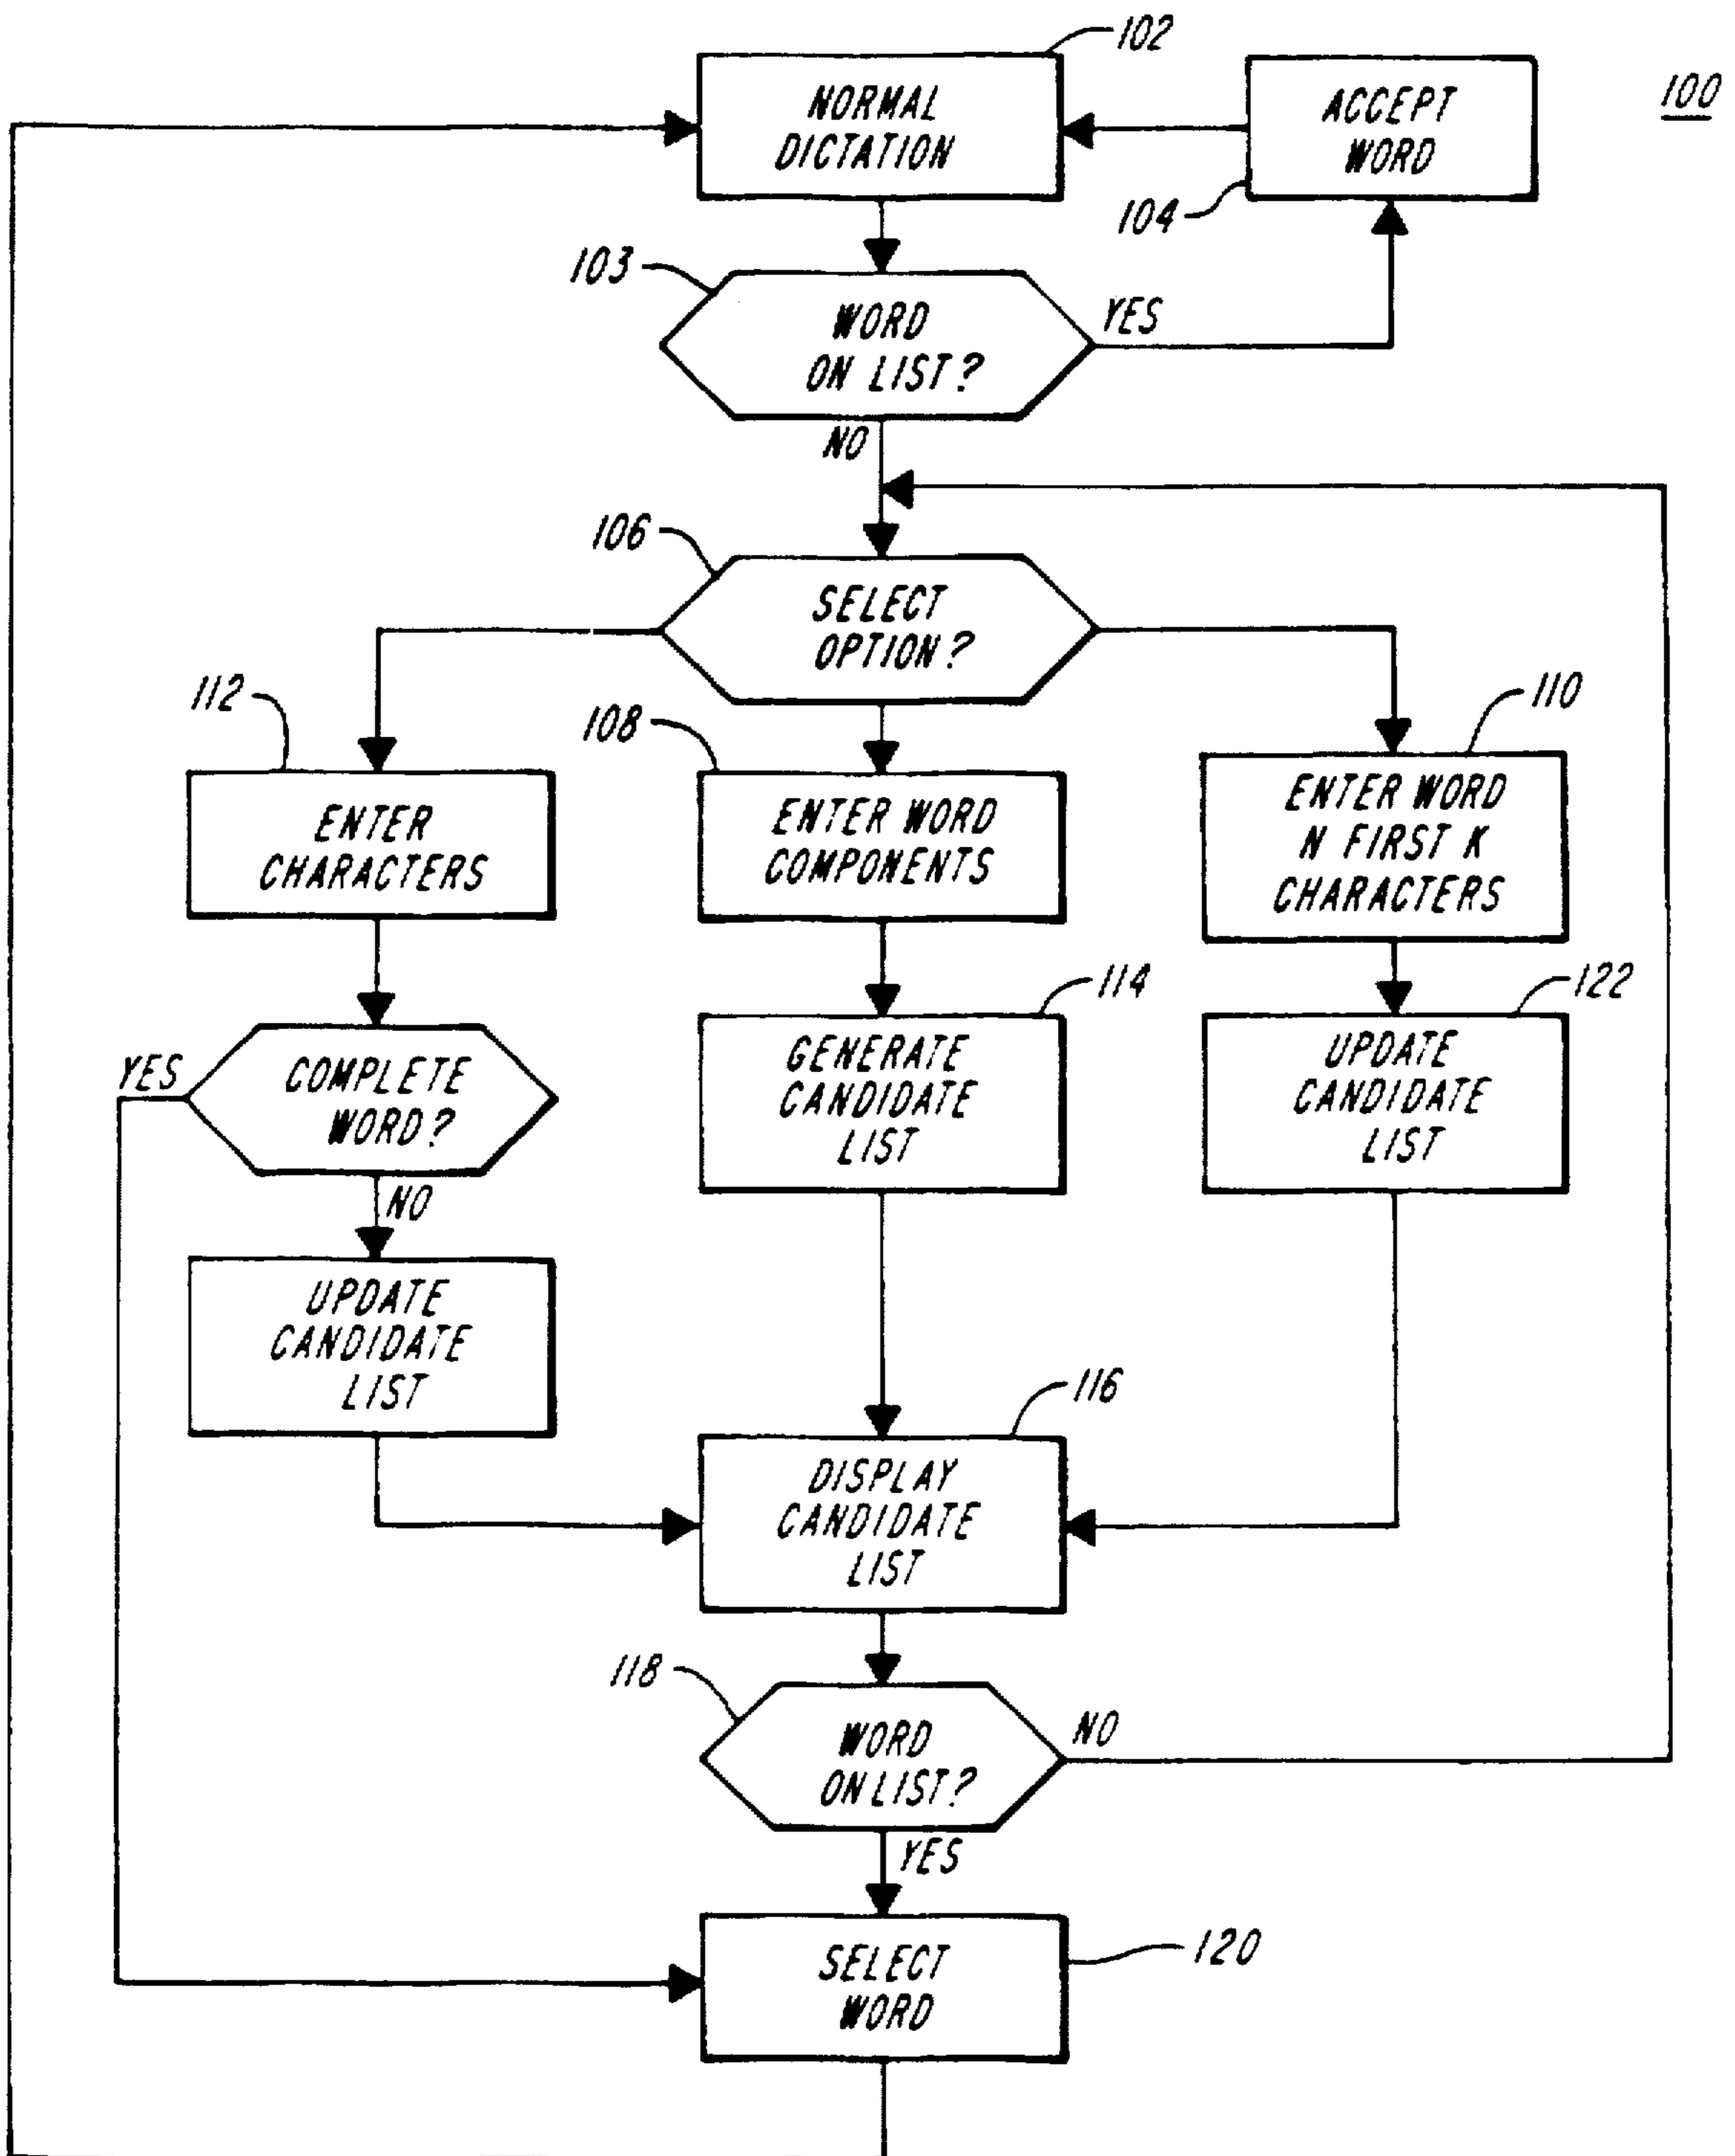 102
NORMAL
DICTATION
ACCEPT
WORD
100
104
103
WORD
ON LIST?
YES
NO
106
SELECT
OPTION?
112
108
110
ENTER
CHARACTERS
ENTER WORD
COMPONENTS
ENTER WORD
N FIRST K
CHARACTERS
114
122
YES
COMPLETE
WORD?
GENERATE
CANDIDATE
LIST
UPDATE
CANDIDATE
LIST
NO
UPDATE
CANDIDATE
LIST
116
DISPLAY
CANDIDATE
LIST
118
WORD
ON LIST?
NO
YES
SELECT
WORD
120